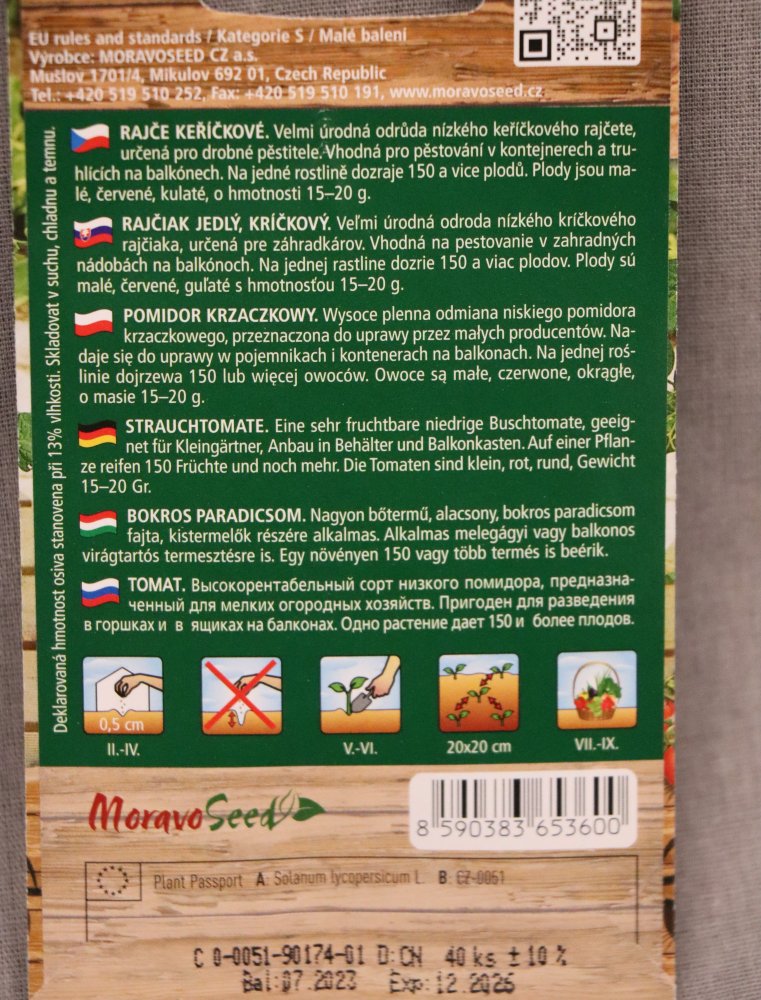 EU rules and standards / Kategorie S / Malé balení
Výrobce: MORAVOSEED CZ a.s.
Mušlov 1701/4, Mikulov 692 01, Czech Republic
Tel.: +420 519 510 252, Fax: +420 519 510 191, www.moravoseed.cz
RAJČE KEŘÍČKOVÉ. Velmi úrodná odrůda nízkého keříčkového rajčete,
určená pro drobné pěstitele. Vhodná pro pěstování v kontejnerech a tru-
hlících na balkónech. Na jedné rostlině dozraje 150 a vice plodů. Plody jsou ma-
lé, červené, kulaté, o hmotnosti 15–20 g.
RAJČIAK JEDLÝ, KRÍČKOVÝ. Veľmi úrodná odroda nízkého kríčkového
rajčiaka, určená pre záhradkárov. Vhodná na pestovanie v zahradných
nádobách na balkónoch. Na jednej rastline dozrie 150 a viac plodov. Plody sú
malé, červené, guľaté s hmotnosťou 15–20 g.
POMIDOR KRZACZKOWY. Wysoce plenna odmiana niskiego pomidora
krzaczkowego, przeznaczona do uprawy przez małych producentów. Na-
daje się do uprawy w pojemnikach i kontenerach na balkonach. Na jednej roś-
linie dojrzewa 150 lub więcej owoców. Owoce są małe, czerwone, okrągłe,
o masie 15–20 g.
STRAUCHTOMATE. Eine sehr fruchtbare niedrige Buschtomate, geeig-
net für Kleingärtner, Anbau in Behälter und Balkonkasten. Auf einer Pflan-
ze reifen 150 Früchte und noch mehr. Die Tomaten sind klein, rot, rund, Gewicht
15–20 Gr.
BOKROS PARADICSOM. Nagyon bőtermű, alacsony, bokros paradicsom
fajta, kistermelők részére alkalmas. Alkalmas melegágyi vagy balkonos
virágtartós termesztésre is. Egy növényen 150 vagy több termés is beérik.
ТОМАТ. Высокорентабельный сорт низкого помидора, предназна-
ченный для мелких огородных хозяйств. Пригоден для разведения
в горшках и в ящиках на балконах. Одно растение дает 150 и более плодов.
Deklarovaná hmotnost osiva stanovena při 13% vlhkosti. Skladovat v suchu, chladnu a temnu.
0,5 cm
II.-IV.
V.-VI.
20x20 cm
VII.-IX.
MoravoSeed
8 590383 653600
Plant Passport A: Solanum lycopersicum L. B: CZ-0061
C 0-0051-90174-01 D:CN 40 ks ± 10 %
Bal:07.2023 Exp:12.2026